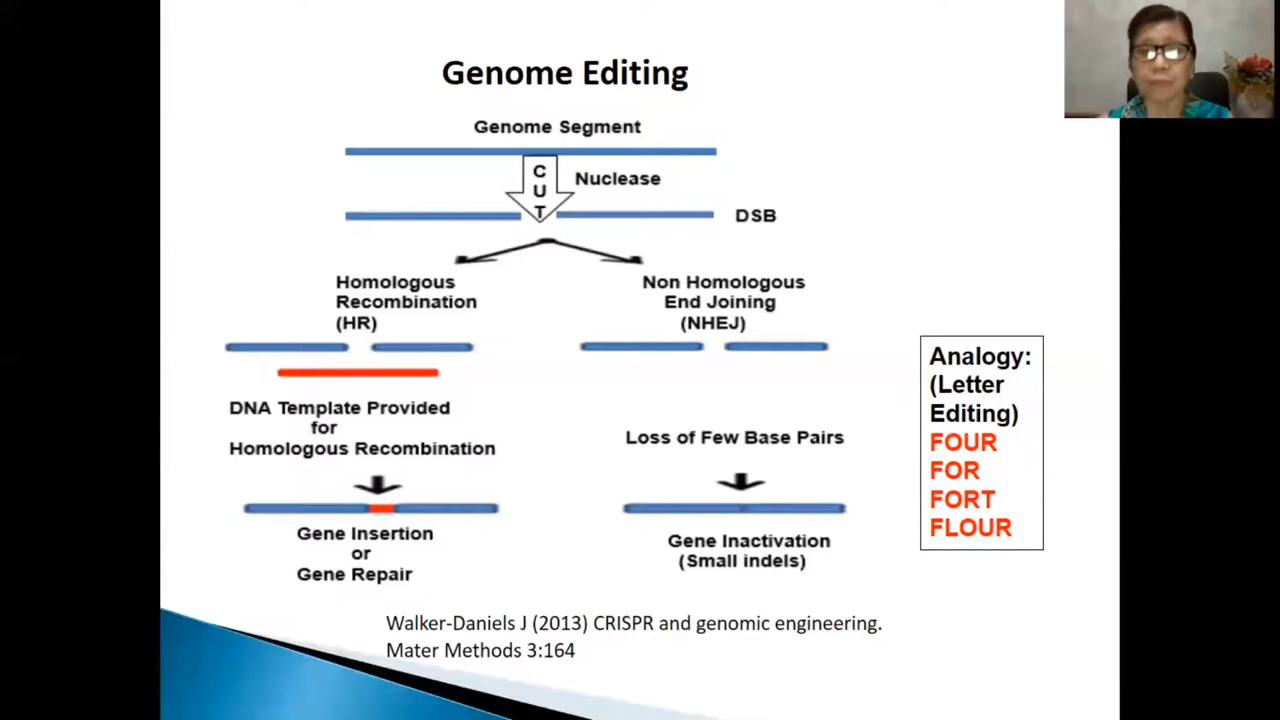 Genome Editing
Genome Segment
C
U
T
Nuclease
DSB
Homologous
Recombination
(HR)
Non Homologous
End Joining
(NHEJ)
DNA Template Provided
for
Homologous Recombination
Loss of Few Base Pairs
Gene Insertion
or
Gene Repair
Gene Inactivation
(Small indels)
Analogy:
(Letter
Editing)
FOUR
FOR
FORT
FLOUR
Walker-Daniels J (2013) CRISPR and genomic engineering.
Mater Methods 3:164